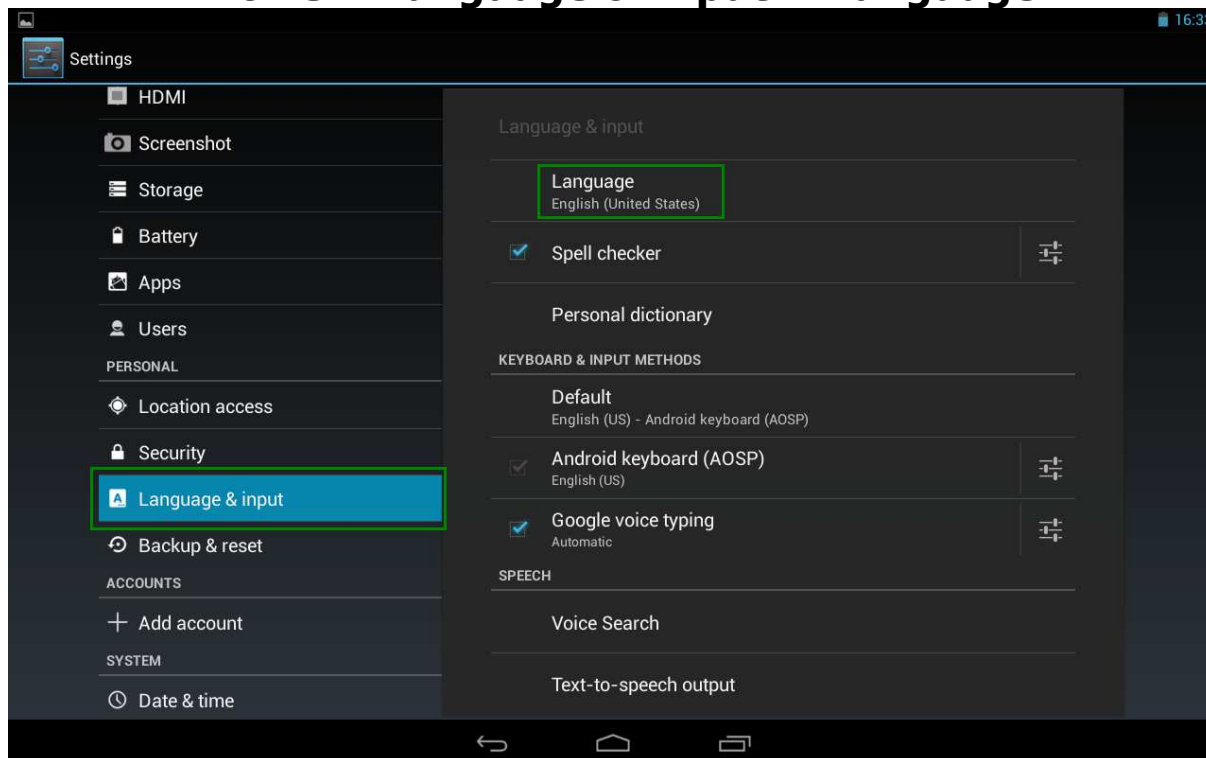 16:33
Settings
HDMI
Screenshot
Storage
Battery
Apps
Users
PERSONAL
Location access
Security
Language & input
Backup & reset
ACCOUNTS
Add account
SYSTEM
Date & time
Language & input
Language
English (United States)
Spell checker
Personal dictionary
KEYBOARD & INPUT METHODS
Default
English (US) - Android keyboard (AOSP)
Android keyboard (AOSP)
English (US)
Google voice typing
Automatic
SPEECH
Voice Search
Text-to-speech output